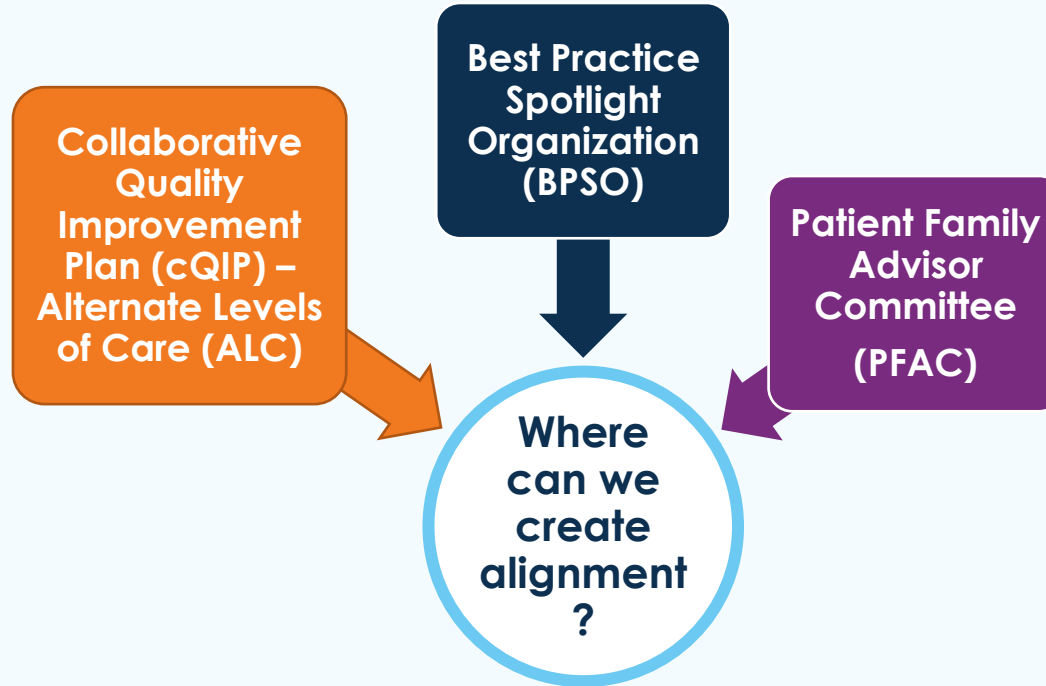 Collaborative
Quality
Improvement
Plan (cQIP) –
Alternate Levels
of Care (ALC)
Best Practice
Spotlight
Organization
(BPSO)
Patient Family
Advisor
Committee
(PFAC)
Where
can we
create
alignment
?